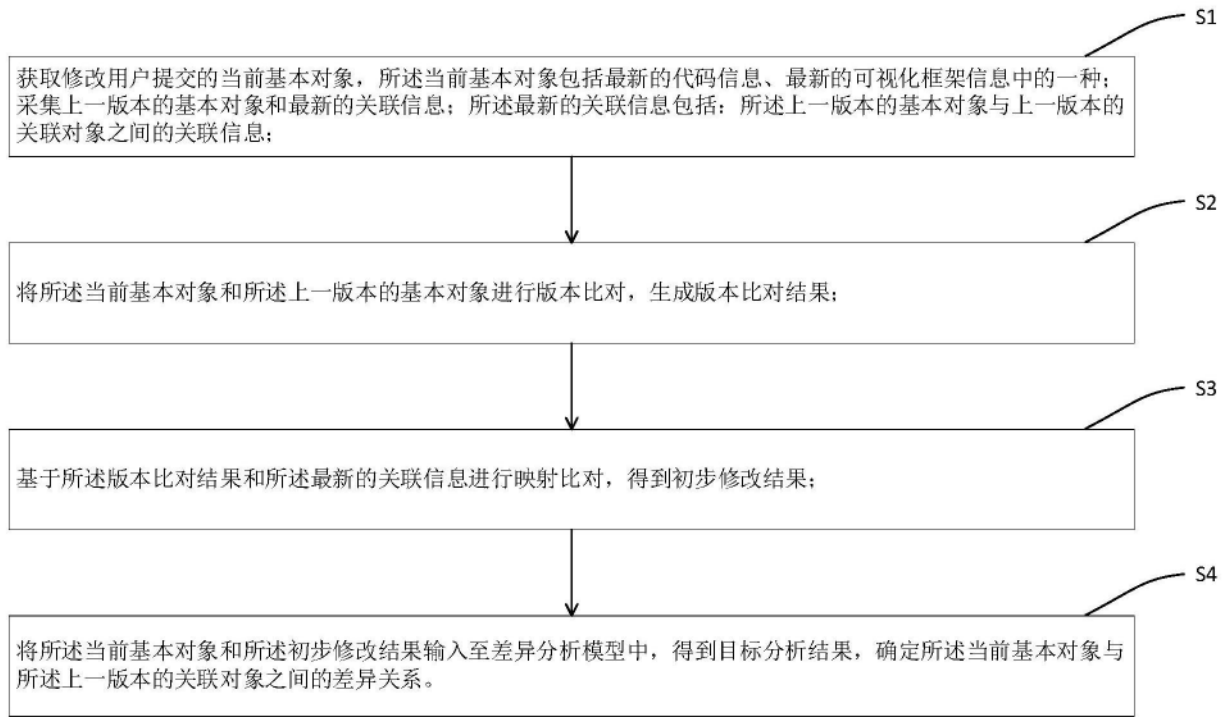 S1
获取修改用户提交的当前基本对象，所述当前基本对象包括最新的代码信息、最新的可视化框架信息中的一种；
采集上一版本的基本对象和最新的关联信息；所述最新的关联信息包括：所述上一版本的基本对象与上一版本的
关联对象之间的关联信息；
S2
将所述当前基本对象和所述上一版本的基本对象进行版本比对，生成版本比对结果；
S3
基于所述版本比对结果和所述最新的关联信息进行映射比对，得到初步修改结果；
S4
将所述当前基本对象和所述初步修改结果输入至差异分析模型中，得到目标分析结果，确定所述当前基本对象与
所述上一版本的关联对象之间的差异关系。